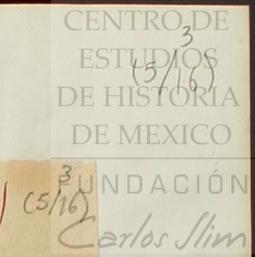 CENTRO DE
3
ESTUDIOS
(5/16)
DE HISTORIA
DE MEXICO
3
FUNDACIÓN
(5/16)
Carlos Slim